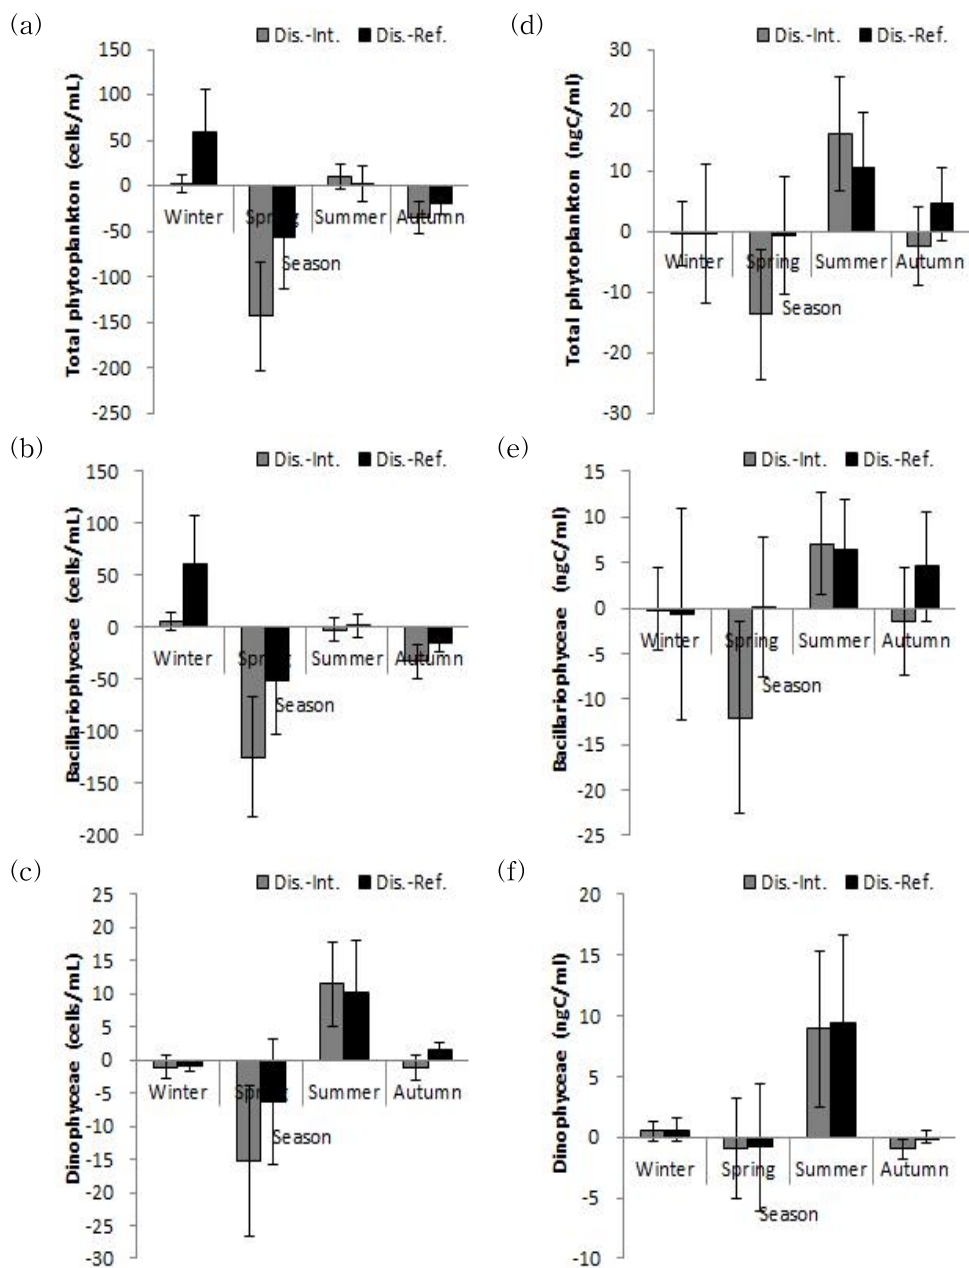 (a)
Dis.-Int. Dis.-Ref.
Total phytoplankton (cells/mL)
150
100
50
0
-50
-100
-150
-200
-250
Winter Spring Summer Autumn
Season
(d)
Dis.-Int. Dis.-Ref.
Total phytoplankton (ngC/ml)
30
20
10
0
-10
-20
-30
Winter Spring Summer Autumn
Season
(b)
Dis.-Int. Dis.-Ref.
Bacillariophyceae (cells/mL)
150
100
50
0
-50
-100
-150
-200
Winter Spring Summer Autumn
Season
(e)
Dis.-Int. Dis.-Ref.
Bacillariophyceae (ngC/ml)
15
10
5
0
-5
-10
-15
-20
-25
Winter Spring Summer Autumn
Season
(c)
Dis.-Int. Dis.-Ref.
Dinophyceae (cells/mL)
25
20
15
10
5
0
-5
-10
-15
-20
-25
-30
Winter Spring Summer Autumn
Season
(f)
Dis.-Int. Dis.-Ref.
Dinophyceae (ngC/ml)
20
15
10
5
0
-5
-10
Winter Spring Summer Autumn
Season